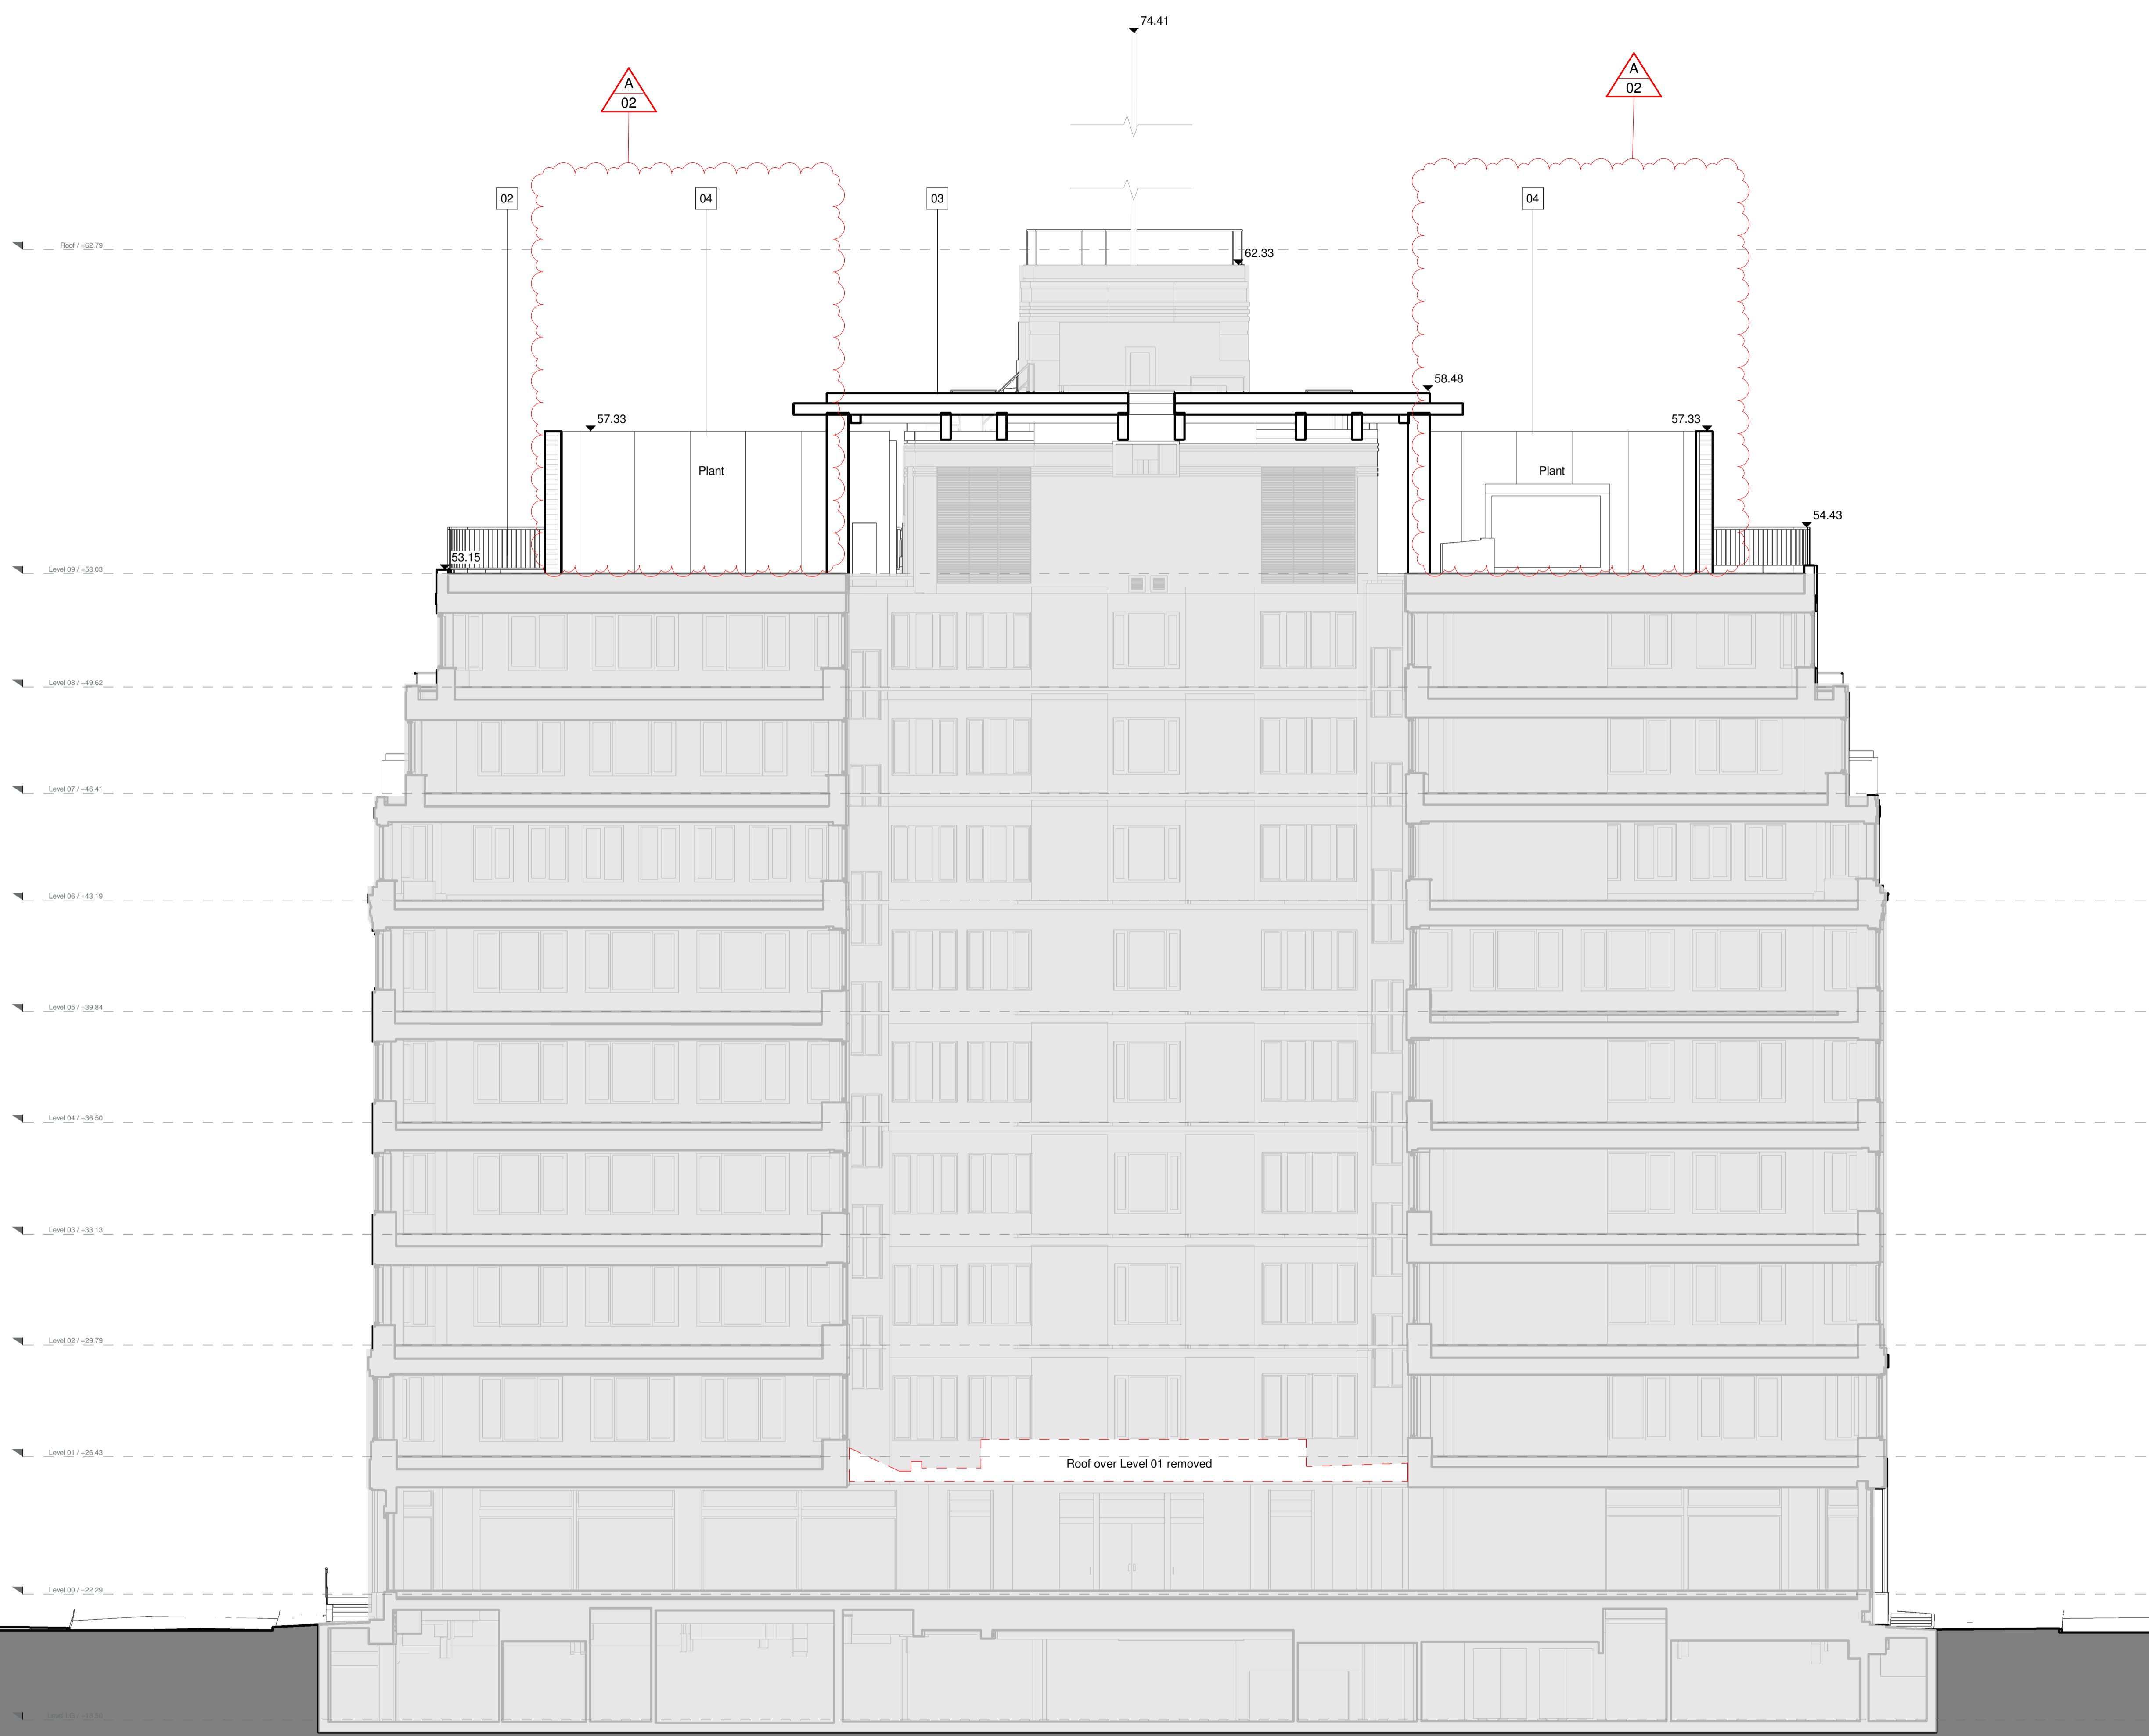 74.41
A
02
A
02
02
04
03
04
Roof / +62.79
62.33
58.48
57.33
57.33
Plant
Plant
54.43
53.15
Level 09 / +53.03
Level 08 / +49.62
Level 07 / +46.41
Level 06 / +43.19
Level 05 / +39.84
Level 04 / +36.50
Level 03 / +33.13
Level 02 / +29.79
Level 01 / +26.43
Roof over Level 01 removed
Level 00 / +22.29